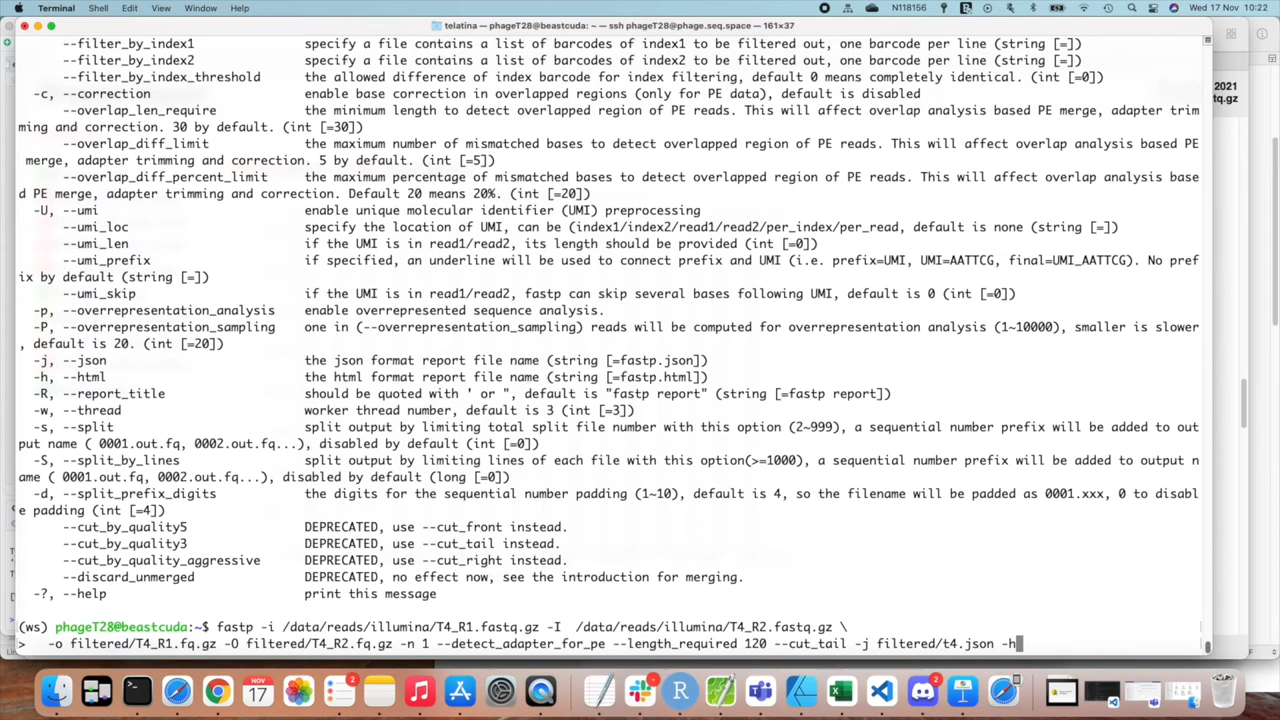 Terminal Shell Edit View Window Help N118156 Wed 17 Nov 10:22
telatina — phageT28@beastcuda: ~ — ssh phageT28@phage.seq.space — 161×37
--filter_by_index1 specify a file contains a list of barcodes of index1 to be filtered out, one barcode per line (string [=])
--filter_by_index2 specify a file contains a list of barcodes of index2 to be filtered out, one barcode per line (string [=])
--filter_by_index_threshold the allowed difference of index barcode for index filtering, default 0 means completely identical. (int [=0])
-c, --correction enable base correction in overlapped regions (only for PE data), default is disabled
--overlap_len_require the minimum length to detect overlapped region of PE reads. This will affect overlap analysis based PE merge, adapter trim
ming and correction. 30 by default. (int [=30])
--overlap_diff_limit the maximum number of mismatched bases to detect overlapped region of PE reads. This will affect overlap analysis based PE
merge, adapter trimming and correction. 5 by default. (int [=5])
--overlap_diff_percent_limit the maximum percentage of mismatched bases to detect overlapped region of PE reads. This will affect overlap analysis base
d PE merge, adapter trimming and correction. Default 20 means 20%. (int [=20])
-U, --umi enable unique molecular identifier (UMI) preprocessing
--umi_loc specify the location of UMI, can be (index1/index2/read1/read2/per_index/per_read, default is none (string [=])
--umi_len if the UMI is in read1/read2, its length should be provided (int [=0])
--umi_prefix if specified, an underline will be used to connect prefix and UMI (i.e. prefix=UMI, UMI=AATTCG, final=UMI_AATTCG). No pref
ix by default (string [=])
--umi_skip if the UMI is in read1/read2, fastp can skip several bases following UMI, default is 0 (int [=0])
-p, --overrepresentation_analysis enable overrepresented sequence analysis.
-P, --overrepresentation_sampling one in (--overrepresentation_sampling) reads will be computed for overrepresentation analysis (1~10000), smaller is slower
, default is 20. (int [=20])
-j, --json the json format report file name (string [=fastp.json])
-h, --html the html format report file name (string [=fastp.html])
-R, --report_title should be quoted with ' or ", default is "fastp report" (string [=fastp report])
-w, --thread worker thread number, default is 3 (int [=3])
-s, --split split output by limiting total split file number with this option (2~999), a sequential number prefix will be added to out
put name ( 0001.out.fq, 0002.out.fq...), disabled by default (int [=0])
-S, --split_by_lines split output by limiting lines of each file with this option(>=1000), a sequential number prefix will be added to output n
ame ( 0001.out.fq, 0002.out.fq...), disabled by default (long [=0])
-d, --split_prefix_digits the digits for the sequential number padding (1~10), default is 4, so the filename will be padded as 0001.xxx, 0 to disabl
e padding (int [=4])
--cut_by_quality5 DEPRECATED, use --cut_front instead.
--cut_by_quality3 DEPRECATED, use --cut_tail instead.
--cut_by_quality_aggressive DEPRECATED, use --cut_right instead.
--discard_unmerged DEPRECATED, no effect now, see the introduction for merging.
-?, --help print this message
(ws) phageT28@beastcuda:~$ fastp -i /data/reads/illumina/T4_R1.fastq.gz -I /data/reads/illumina/T4_R2.fastq.gz \
> -o filtered/T4_R1.fq.gz -O filtered/T4_R2.fq.gz -n 1 --detect_adapter_for_pe --length_required 120 --cut_tail -j filtered/t4.json -h
2021
tq.gz
NOV
17
2
2